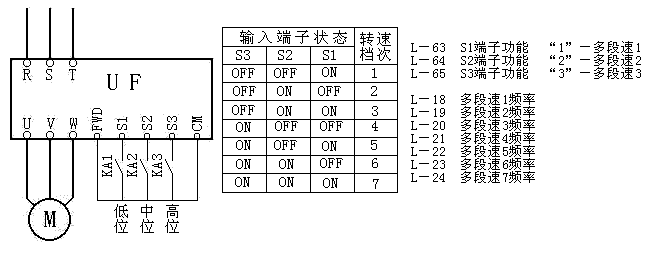 R S T
UF
U V W FWD S1 S2 S3 CM
KA1 KA2 KA3
M
低位 中位 高位
输入端子状态 转速档次
S3 S2 S1
OFF OFF ON 1
OFF ON OFF 2
OFF ON ON 3
ON OFF OFF 4
ON OFF ON 5
ON ON OFF 6
ON ON ON 7
L-63 S1端子功能 “1”-多段速1
L-64 S2端子功能 “2”-多段速2
L-65 S3端子功能 “3”-多段速3
L-18 多段速1频率
L-19 多段速2频率
L-20 多段速3频率
L-21 多段速4频率
L-22 多段速5频率
L-23 多段速6频率
L-24 多段速7频率